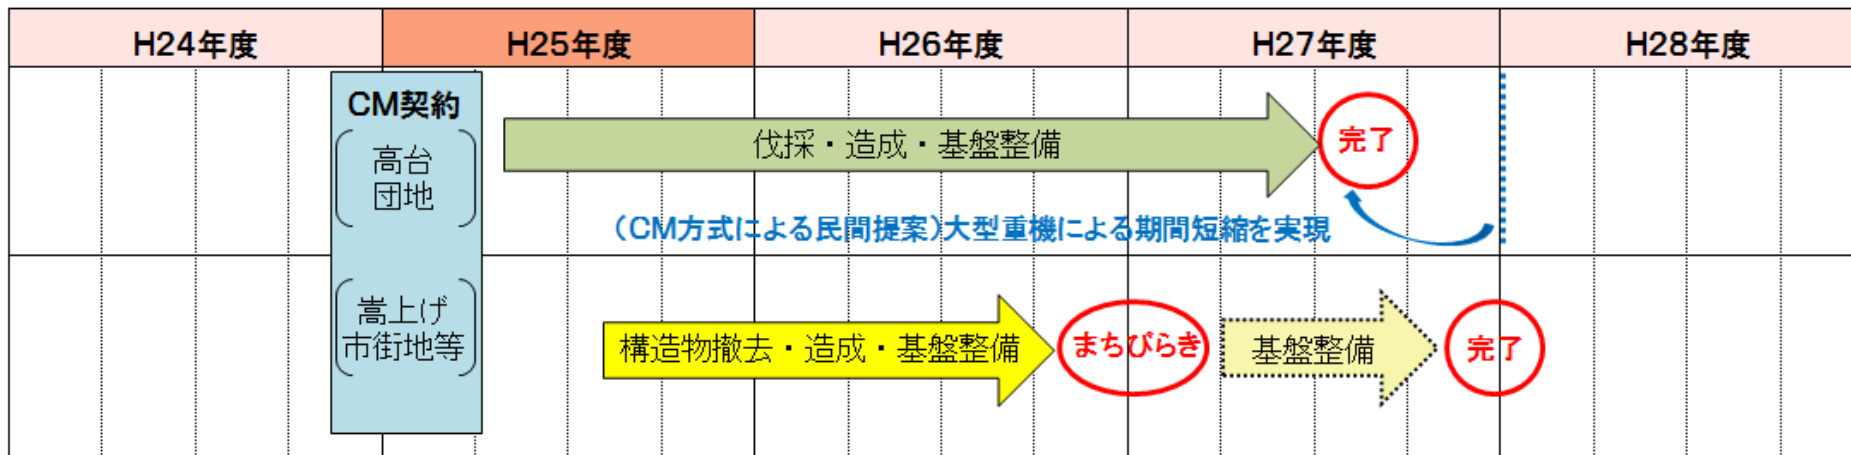 H24年度
H25年度
H26年度
H27年度
H28年度
CM契約
高台
団地
伐採・造成・基盤整備
完了
(CM方式による民間提案)大型重機による期間短縮を実現
嵩上げ
市街地等
構造物撤去・造成・基盤整備
まちびらき
基盤整備
完了